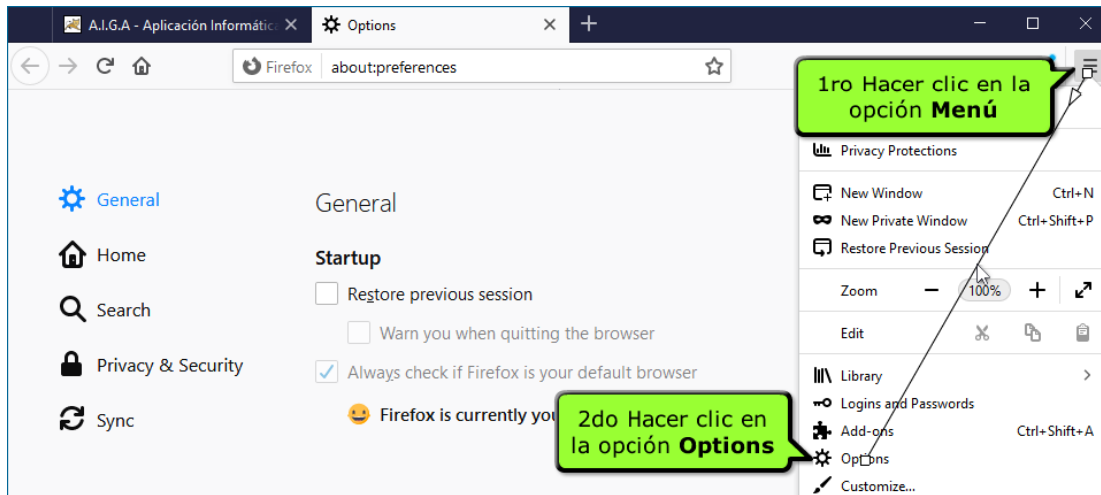 A.I.G.A - Aplicación Informátic
Options
Firefox about:preferences
1ro Hacer clic en la
opción Menú
Privacy Protections
General
General
New Window Ctrl+N
New Private Window Ctrl+Shift+P
Restore Previous Session
Home
Startup
Restore previous session
Zoom 100%
Search
Warn you when quitting the browser
Edit
Privacy & Security
Always check if Firefox is your default browser
Library
Logins and Passwords
Sync
Firefox is currently you
2do Hacer clic en
la opción Options
Add-ons Ctrl+Shift+A
Options
Customize...